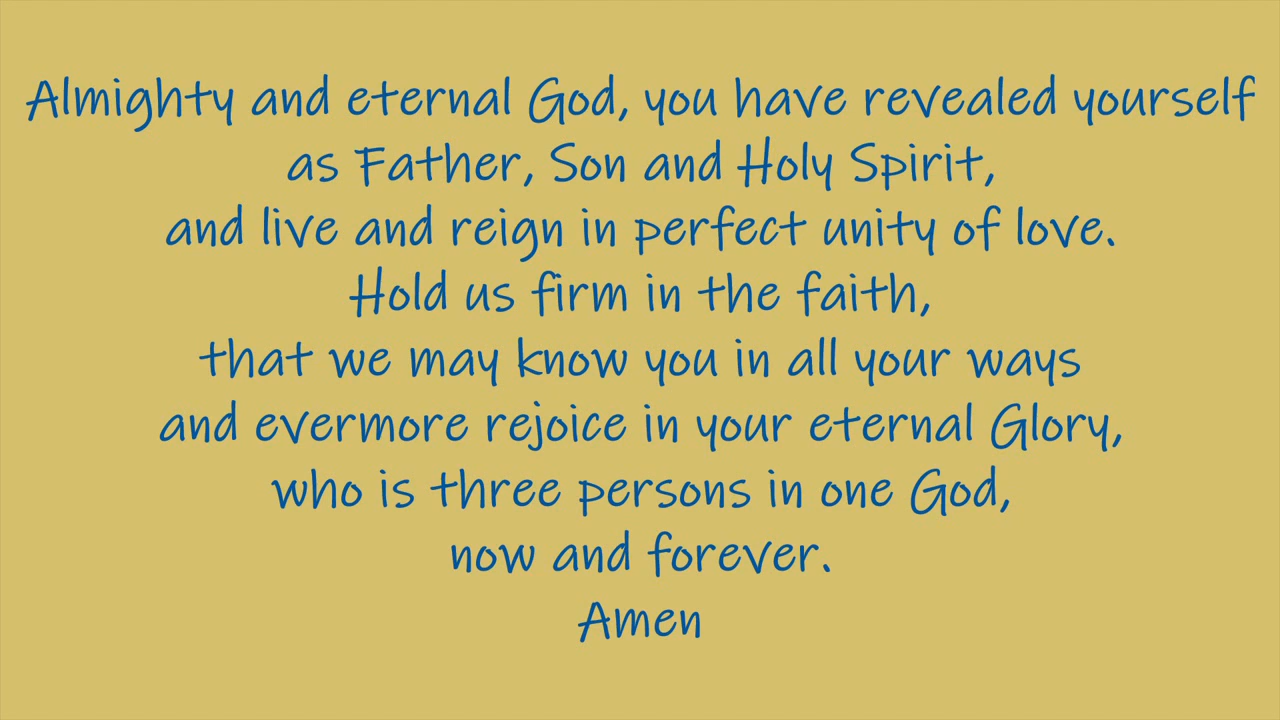 Almighty and eternal God, you have revealed yourself
as Father, Son and Holy Spirit,
and live and reign in perfect unity of love.
Hold us firm in the faith,
that we may know you in all your ways
and evermore rejoice in your eternal Glory,
who is three persons in one God,
now and forever.
Amen